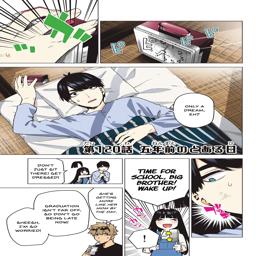 ピピ
ONLY A
DREAM,
EH?
第120話 五年前のとある日
TIME FOR
SCHOOL, BIG
BROTHER!
WAKE UP!
DON'T
JUST SIT
THERE! GET
DRESSED!
!
SHE'S
GETTING
MORE LIKE
HER MOM BY
THE DAY.
GRADUATION
ISN'T FAR OFF,
SO DON'T GO
BEING LATE
NOW!
SHEESH.
I'M SO
WORRIED!